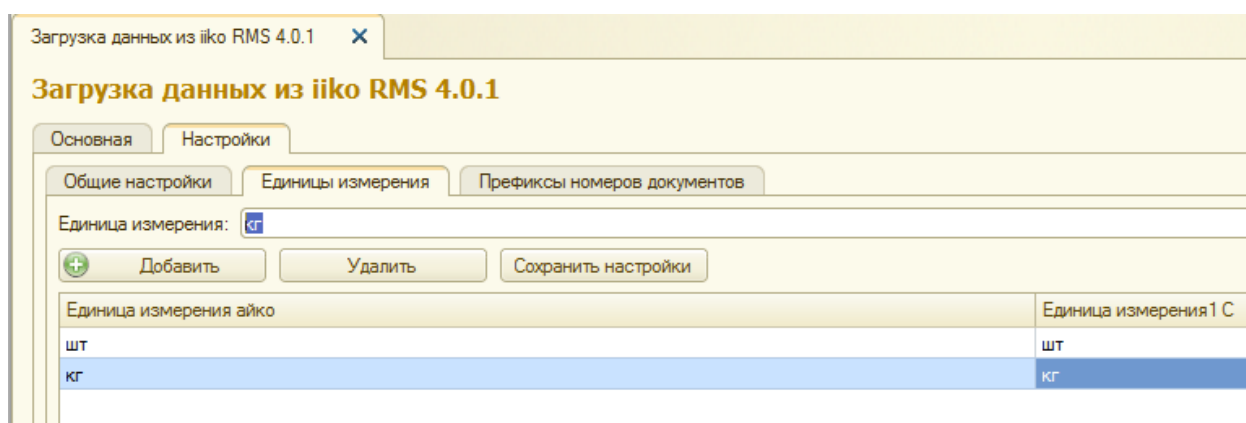 Загрузка данных из iiko RMS 4.0.1
Загрузка данных из iiko RMS 4.0.1
Основная Настройки
Общие настройки Единицы измерения Префиксы номеров документов
Единица измерения: кг
Добавить Удалить Сохранить настройки
Единица измерения айко Единица измерения1 С
шт шт
кг кг